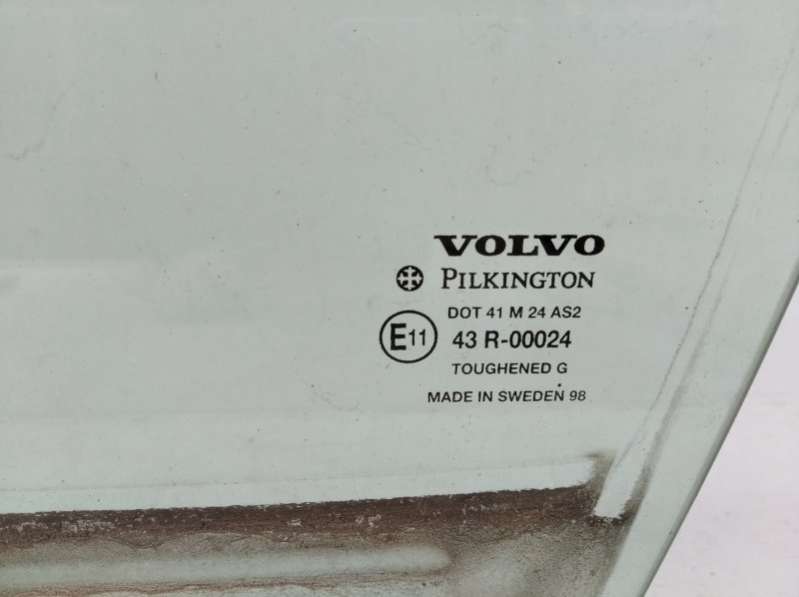 VOLVO
PILKINGTON
DOT 41 M 24 AS2
E11 43 R-00024
TOUGHENED G
MADE IN SWEDEN 98